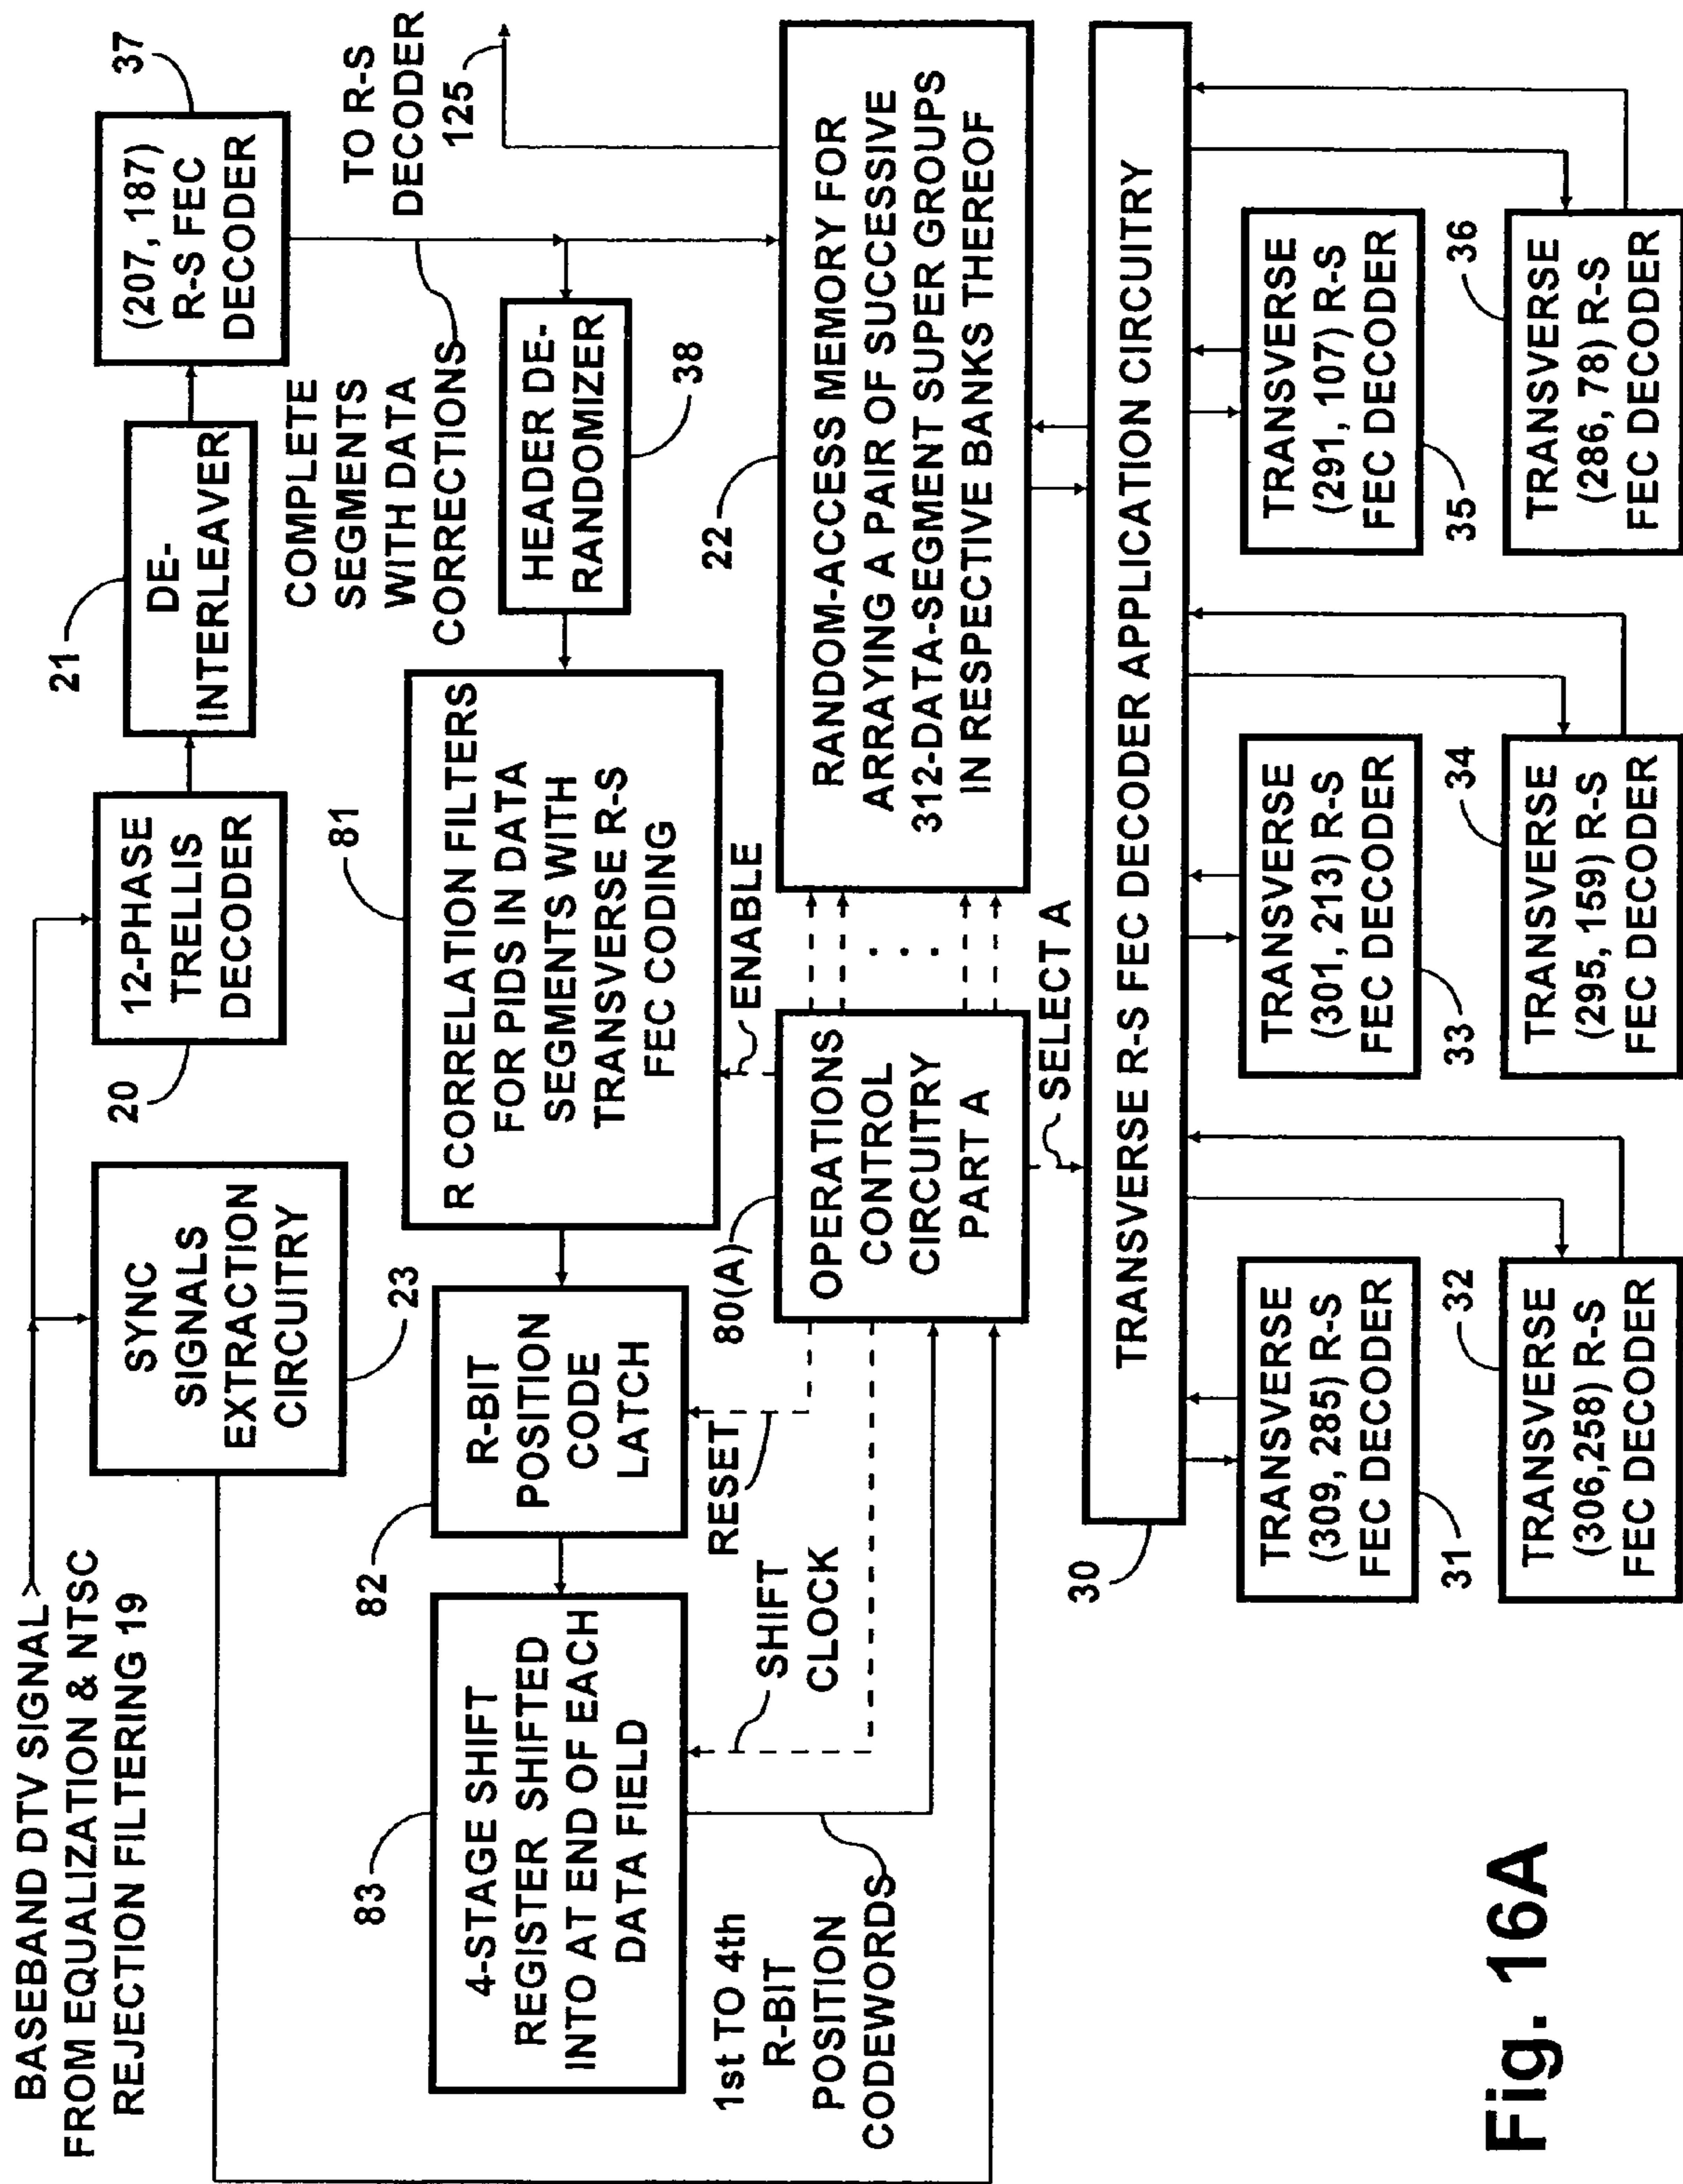 BASEBAND DTV SIGNAL
FROM EQUALIZATION & NTSC
REJECTION FILTERING 19
SYNC
SIGNALS
EXTRACTION
CIRCUITRY
23
12-PHASE
TRELLIS
DECODER
20
DE-
INTERLEAVER
21
(207, 187)
R-S FEC
DECODER
37
COMPLETE
SEGMENTS
WITH DATA
CORRECTIONS
TO R-S
DECODER
125
HEADER DE-
RANDOMIZER
38
R CORRELATION FILTERS
FOR PIDS IN DATA
SEGMENTS WITH
TRANSVERSE R-S
FEC CODING
81
R-BIT
POSITION
CODE
LATCH
82
4-STAGE SHIFT
REGISTER SHIFTED
INTO AT END OF EACH
DATA FIELD
83
1st TO 4th
R-BIT
POSITION
CODEWORDS
SHIFT
CLOCK
RESET
ENABLE
80(A)
OPERATIONS
CONTROL
CIRCUITRY
PART A
SELECT A
22
RANDOM-ACCESS MEMORY FOR
ARRAYING A PAIR OF SUCCESSIVE
312-DATA-SEGMENT SUPER GROUPS
IN RESPECTIVE BANKS THEREOF
30
TRANSVERSE R-S FEC DECODER APPLICATION CIRCUITRY
TRANSVERSE
(309, 285) R-S
FEC DECODER
31
TRANSVERSE
(306,258) R-S
FEC DECODER
32
TRANSVERSE
(301, 213) R-S
FEC DECODER
33
TRANSVERSE
(295, 159) R-S
FEC DECODER
34
TRANSVERSE
(291, 107) R-S
FEC DECODER
35
TRANSVERSE
(286, 78) R-S
FEC DECODER
36
Fig. 16A